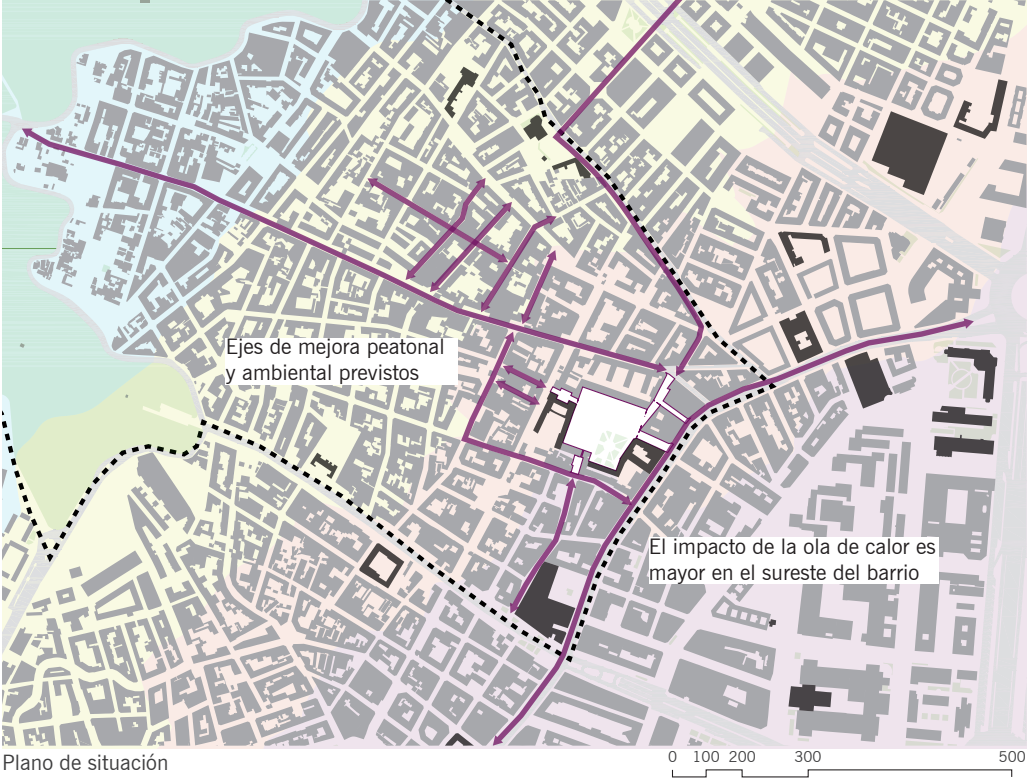 Ejes de mejora peatonal
y ambiental previstos
El impacto de la ola de calor es
mayor en el sureste del barrio
Plano de situación
0 100 200 300 500